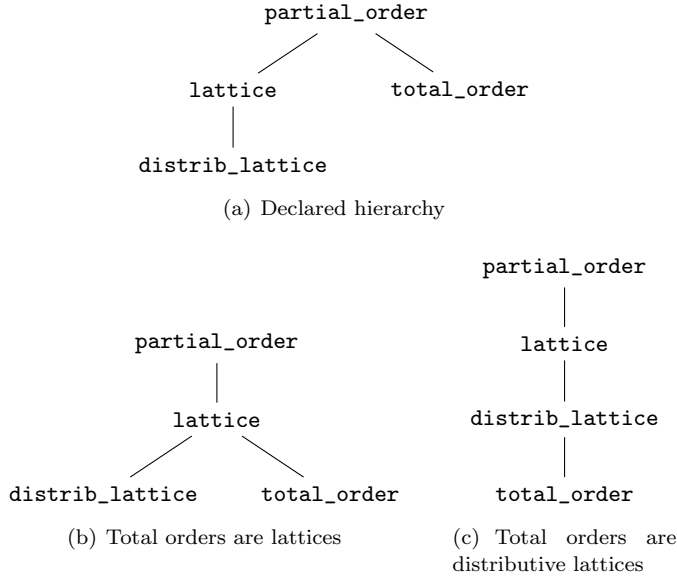 partial_order
lattice total_order
distrib_lattice
(a) Declared hierarchy
partial_order
lattice
distrib_lattice total_order
(b) Total orders are lattices
partial_order
lattice
distrib_lattice
total_order
(c) Total orders are
distributive lattices